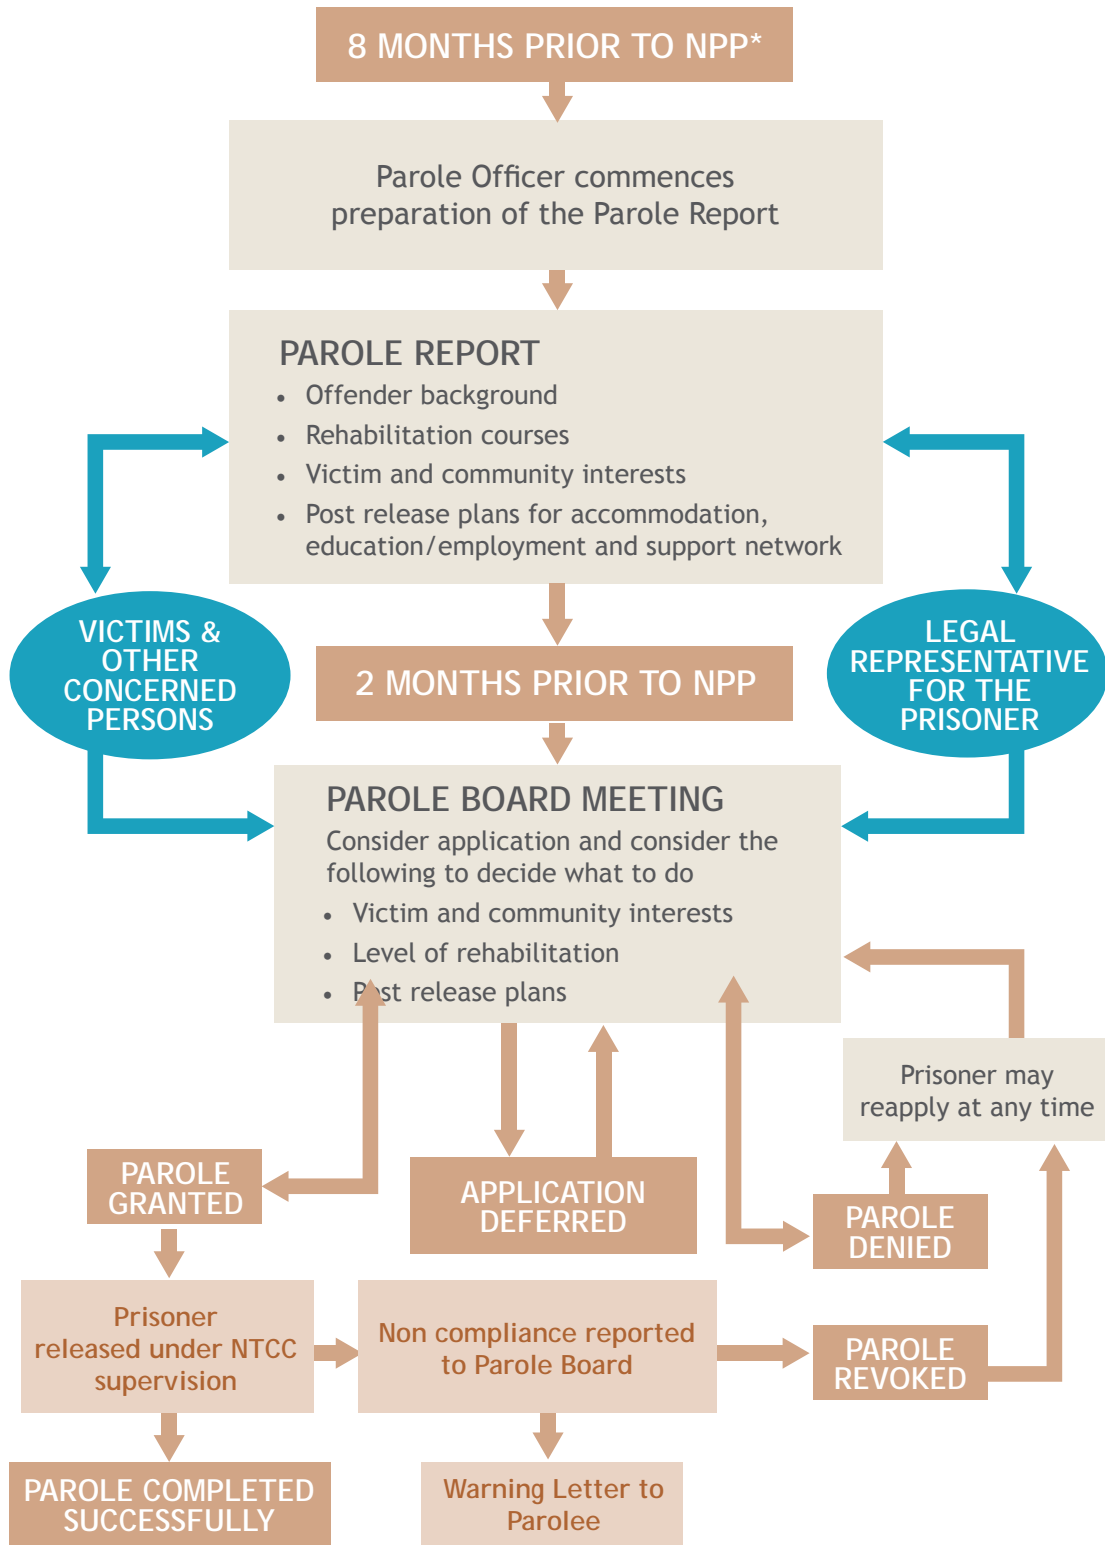 8 MONTHS PRIOR TO NPP*
Parole Officer commences
preparation of the Parole Report
PAROLE REPORT
• Offender background
• Rehabilitation courses
• Victim and community interests
• Post release plans for accommodation,
education/employment and support network
VICTIMS &
OTHER
CONCERNED
PERSONS
LEGAL
REPRESENTATIVE
FOR THE
PRISONER
2 MONTHS PRIOR TO NPP
PAROLE BOARD MEETING
Consider application and consider the
following to decide what to do
• Victim and community interests
• Level of rehabilitation
• Post release plans
Prisoner may
reapply at any time
PAROLE
GRANTED
APPLICATION
DEFERRED
PAROLE
DENIED
Prisoner
released under NTCC
supervision
Non compliance reported
to Parole Board
PAROLE
REVOKED
PAROLE COMPLETED
SUCCESSFULLY
Warning Letter to
Parolee